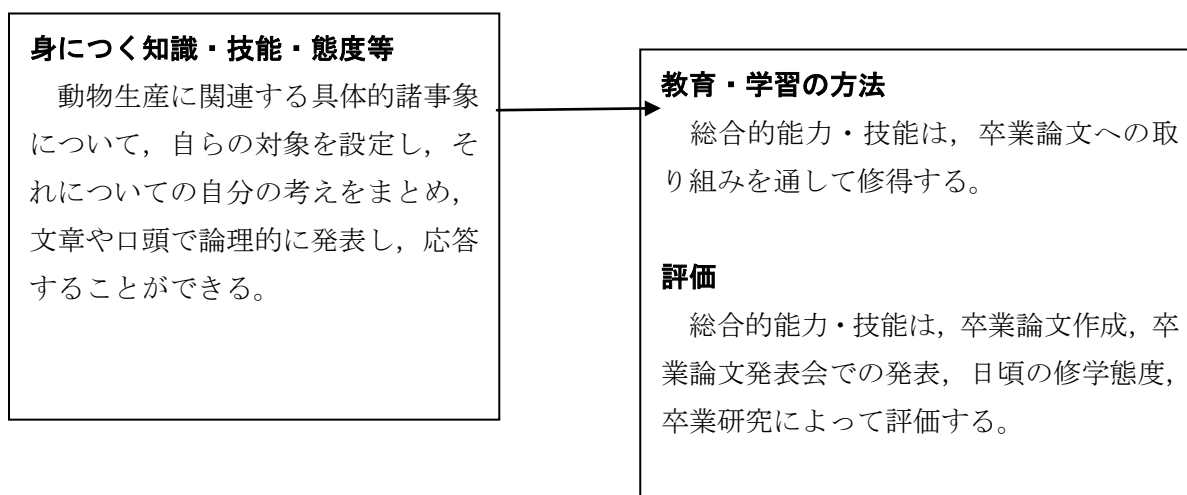 身につく知識・技能・態度等
動物生産に関連する具体的諸事象
について，自らの対象を設定し，そ
れについての自分の考えをまとめ，
文章や口頭で論理的に発表し，応答
することができる。
教育・学習の方法
総合的能力・技能は，卒業論文への取
り組みを通して修得する。
評価
総合的能力・技能は，卒業論文作成，卒
業論文発表会での発表，日頃の修学態度，
卒業研究によって評価する。